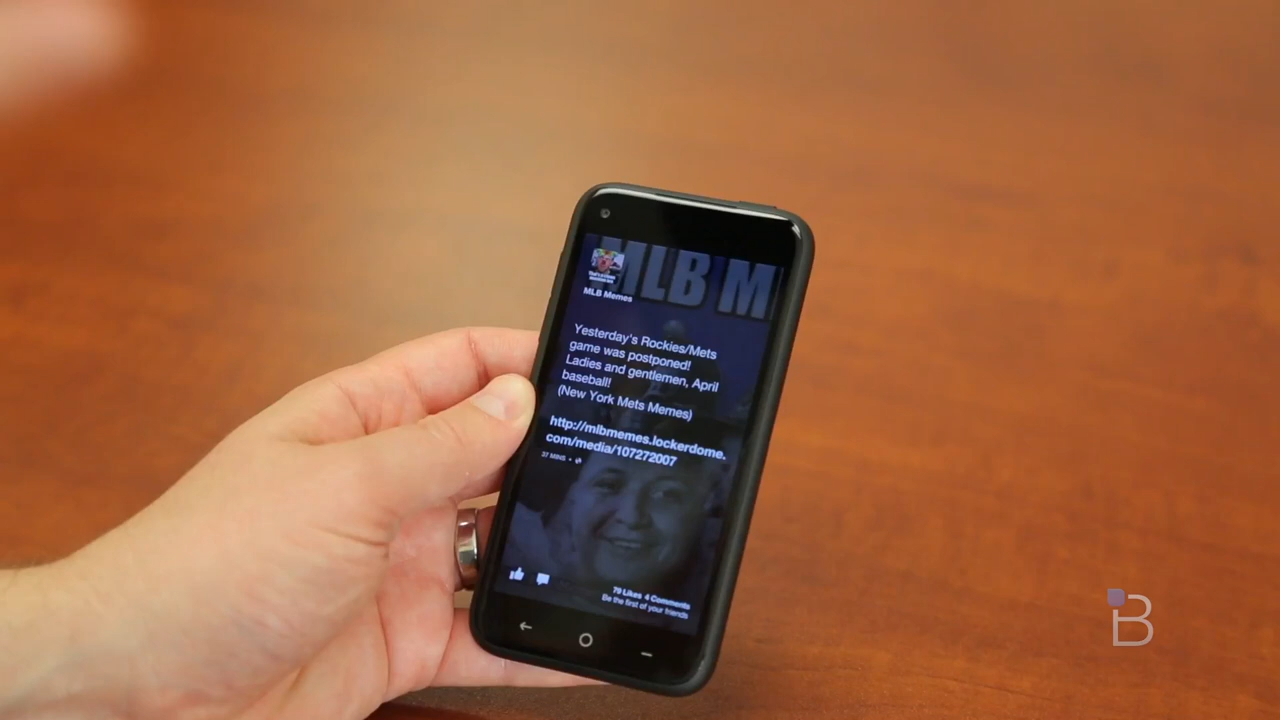 MLB M
MLB Memes
Yesterday's Rockies/Mets
game was postponed!
Ladies and gentlemen, April
baseball!
(New York Mets Memes)
http://mlbmemes.lockerdome.
com/media/107272007
37 MINS •
79 Likes 4 Comments
Be the first of your friends
B